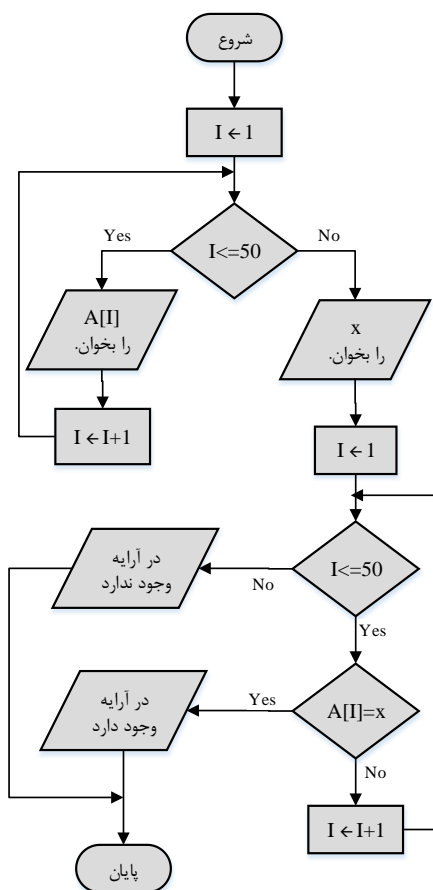 شروع
I ← 1
I<=50
Yes
No
A[I]
را بخوان.
I ← I+1
x
را بخوان.
I ← 1
I<=50
No
در آرایه
وجود ندارد
Yes
A[I]=x
Yes
در آرایه
وجود دارد
No
I ← I+1
پایان